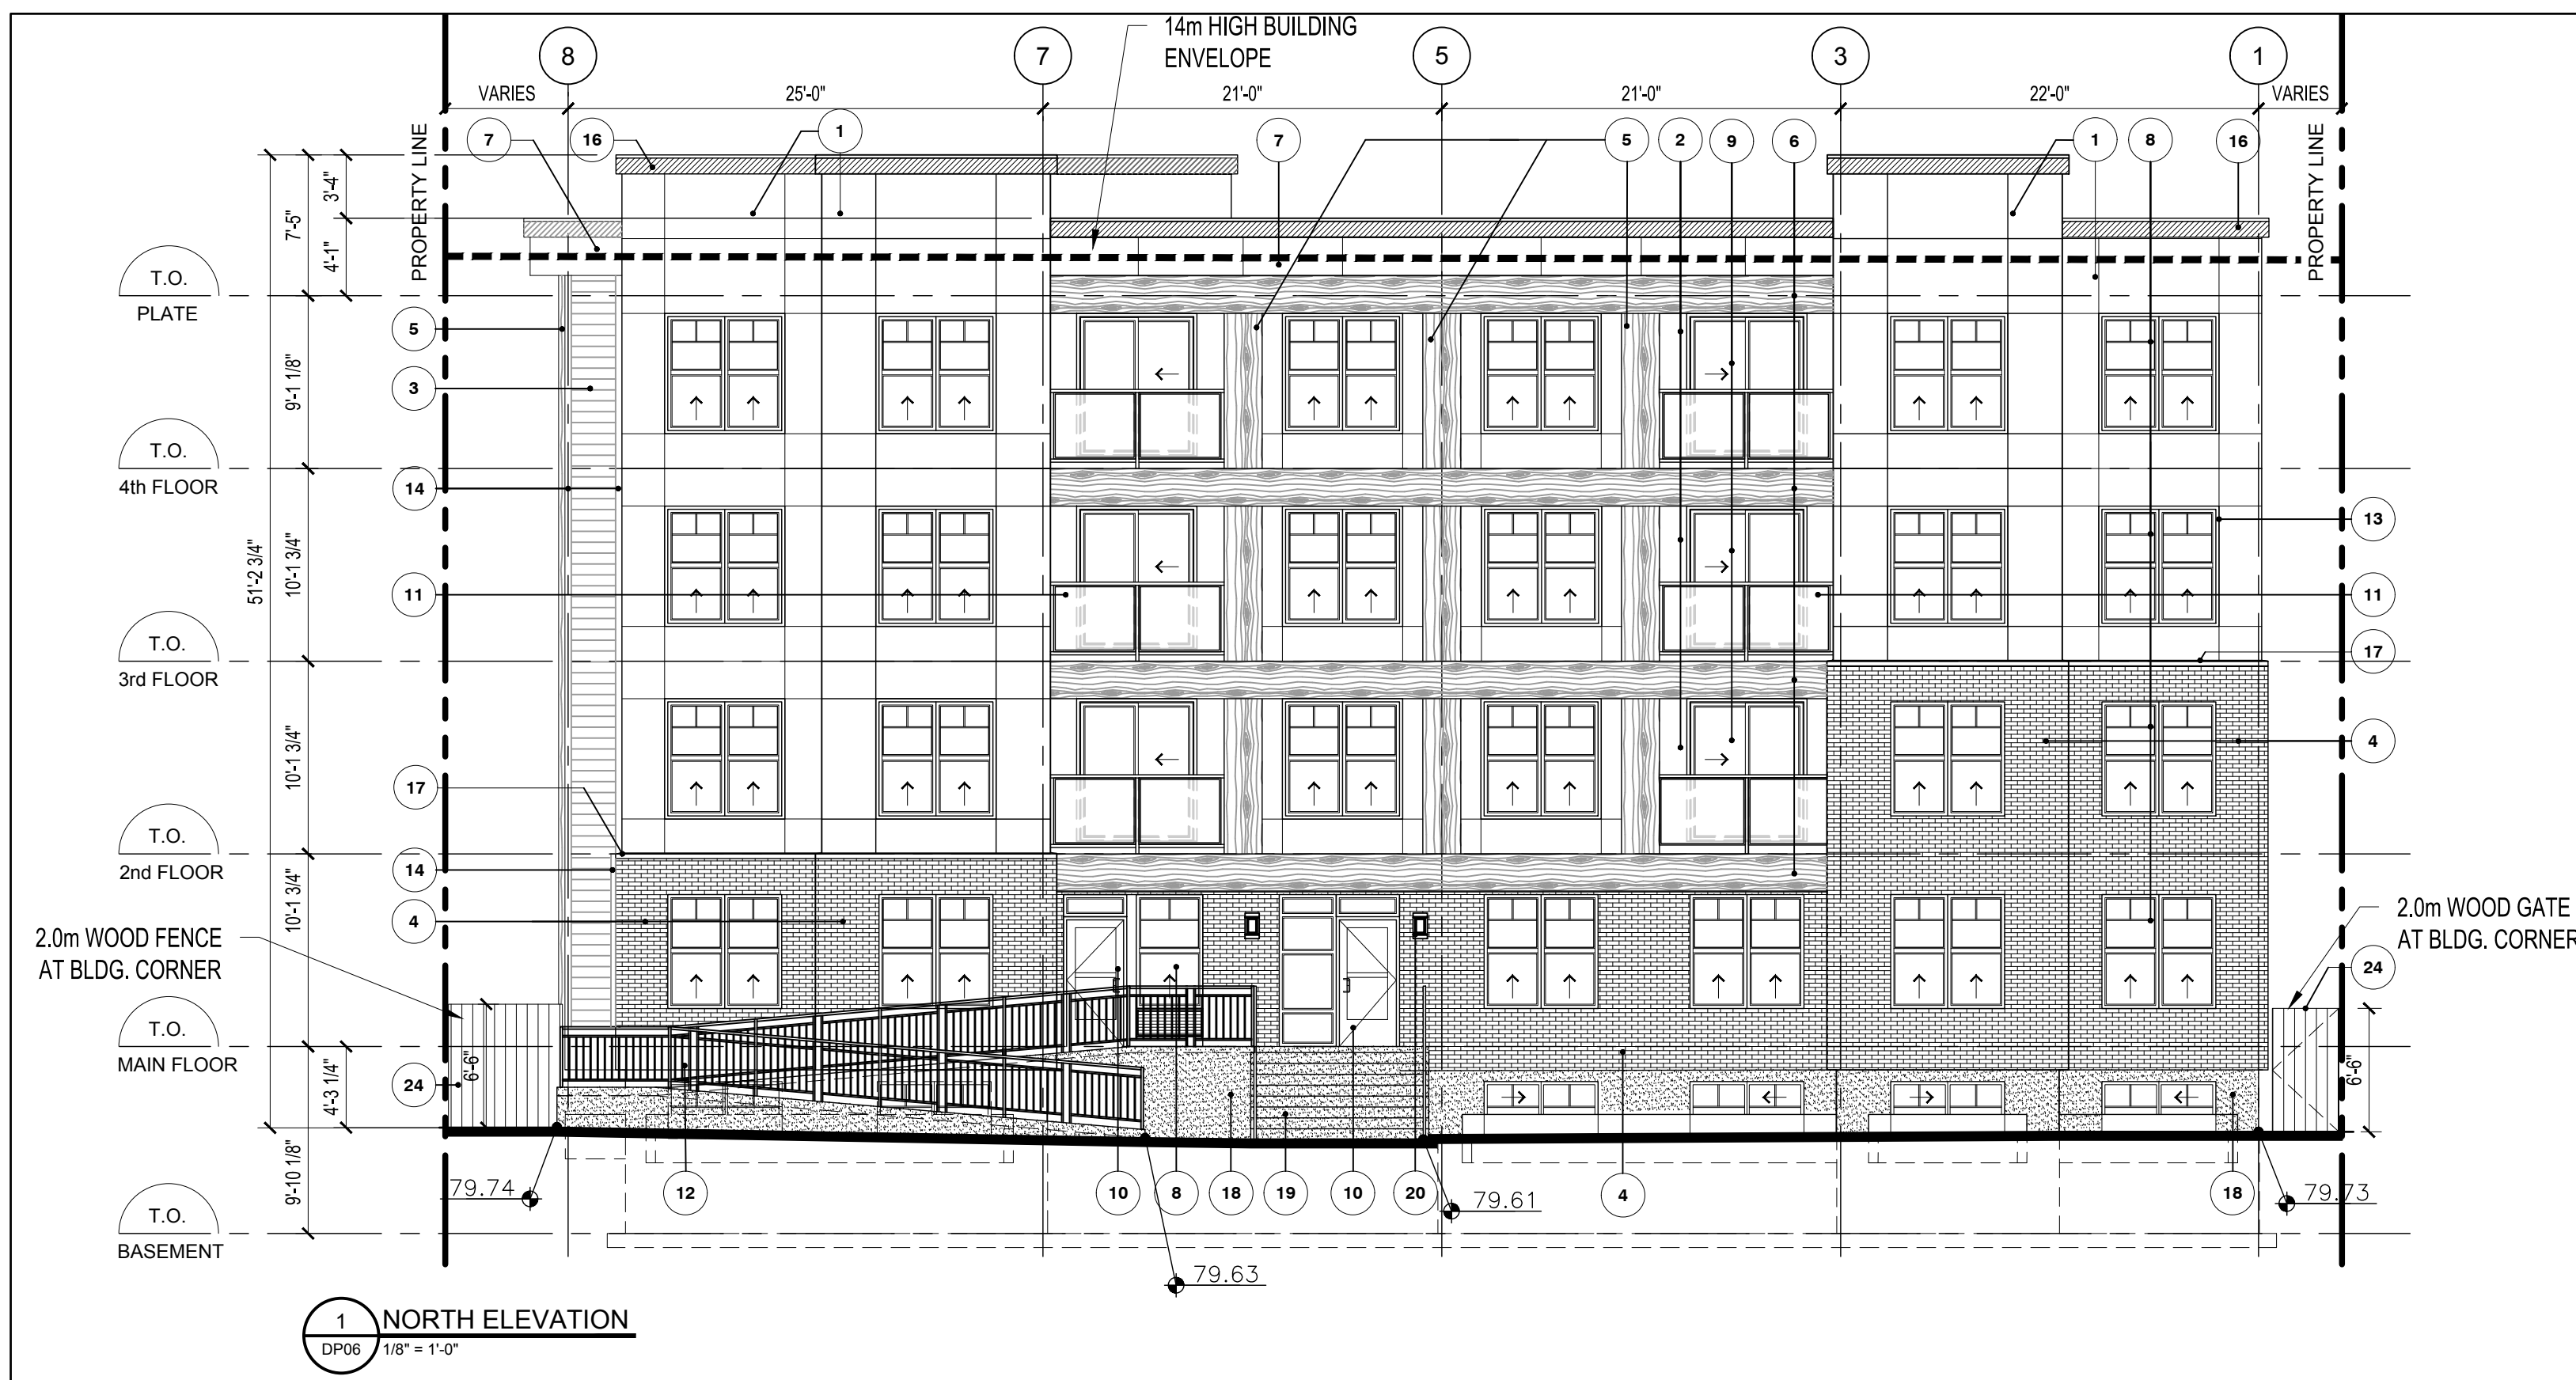 14m HIGH BUILDING
ENVELOPE
8
7
5
3
1
VARIES
25'-0"
21'-0"
21'-0"
22'-0"
VARIES
PROPERTY LINE
PROPERTY LINE
7
16
1
7
5
2
9
6
1
8
16
3'-4"
7'-5"
4'-1"
T.O.
PLATE
5
3
9'-1 1/8"
T.O.
4th FLOOR
14
13
51'-2 3/4"
10'-1 3/4"
11
11
T.O.
3rd FLOOR
17
4
10'-1 3/4"
17
T.O.
2nd FLOOR
14
4
10'-1 3/4"
2.0m WOOD FENCE
AT BLDG. CORNER
2.0m WOOD GATE
AT BLDG. CORNER
24
T.O.
MAIN FLOOR
24
6'-6"
6'-6"
4'-3 1/4"
9'-10 1/8"
79.74
12
10
8
18
19
10
20
79.61
4
18
79.73
T.O.
BASEMENT
79.63
1
DP06
NORTH ELEVATION
1/8" = 1'-0"